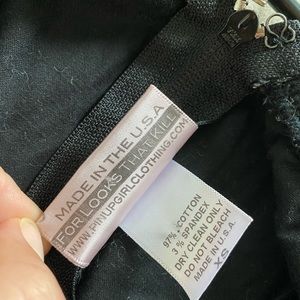 MADE IN THE U.S.A
FOR LOOKS THAT KILL
WWW.PINUPGIRLCLOTHING.COM
97% COTTON
3% SPANDEX
DRY CLEAN ONLY
DO NOT BLEACH
MADE IN U.S.A.
XS